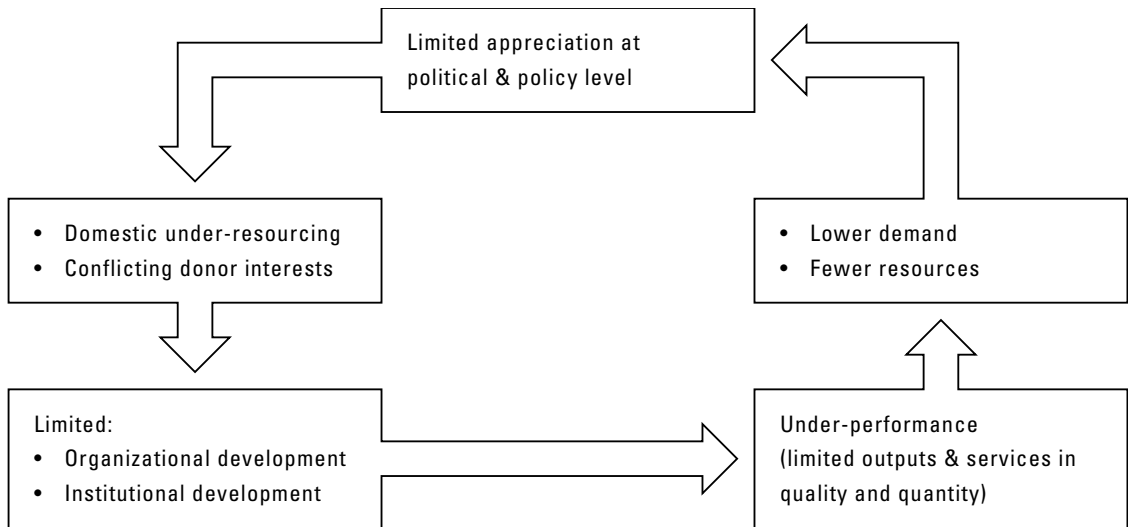 Limited appreciation at
political & policy level
• Domestic under-resourcing
• Conflicting donor interests
• Lower demand
• Fewer resources
Limited:
• Organizational development
• Institutional development
Under-performance
(limited outputs & services in
quality and quantity)